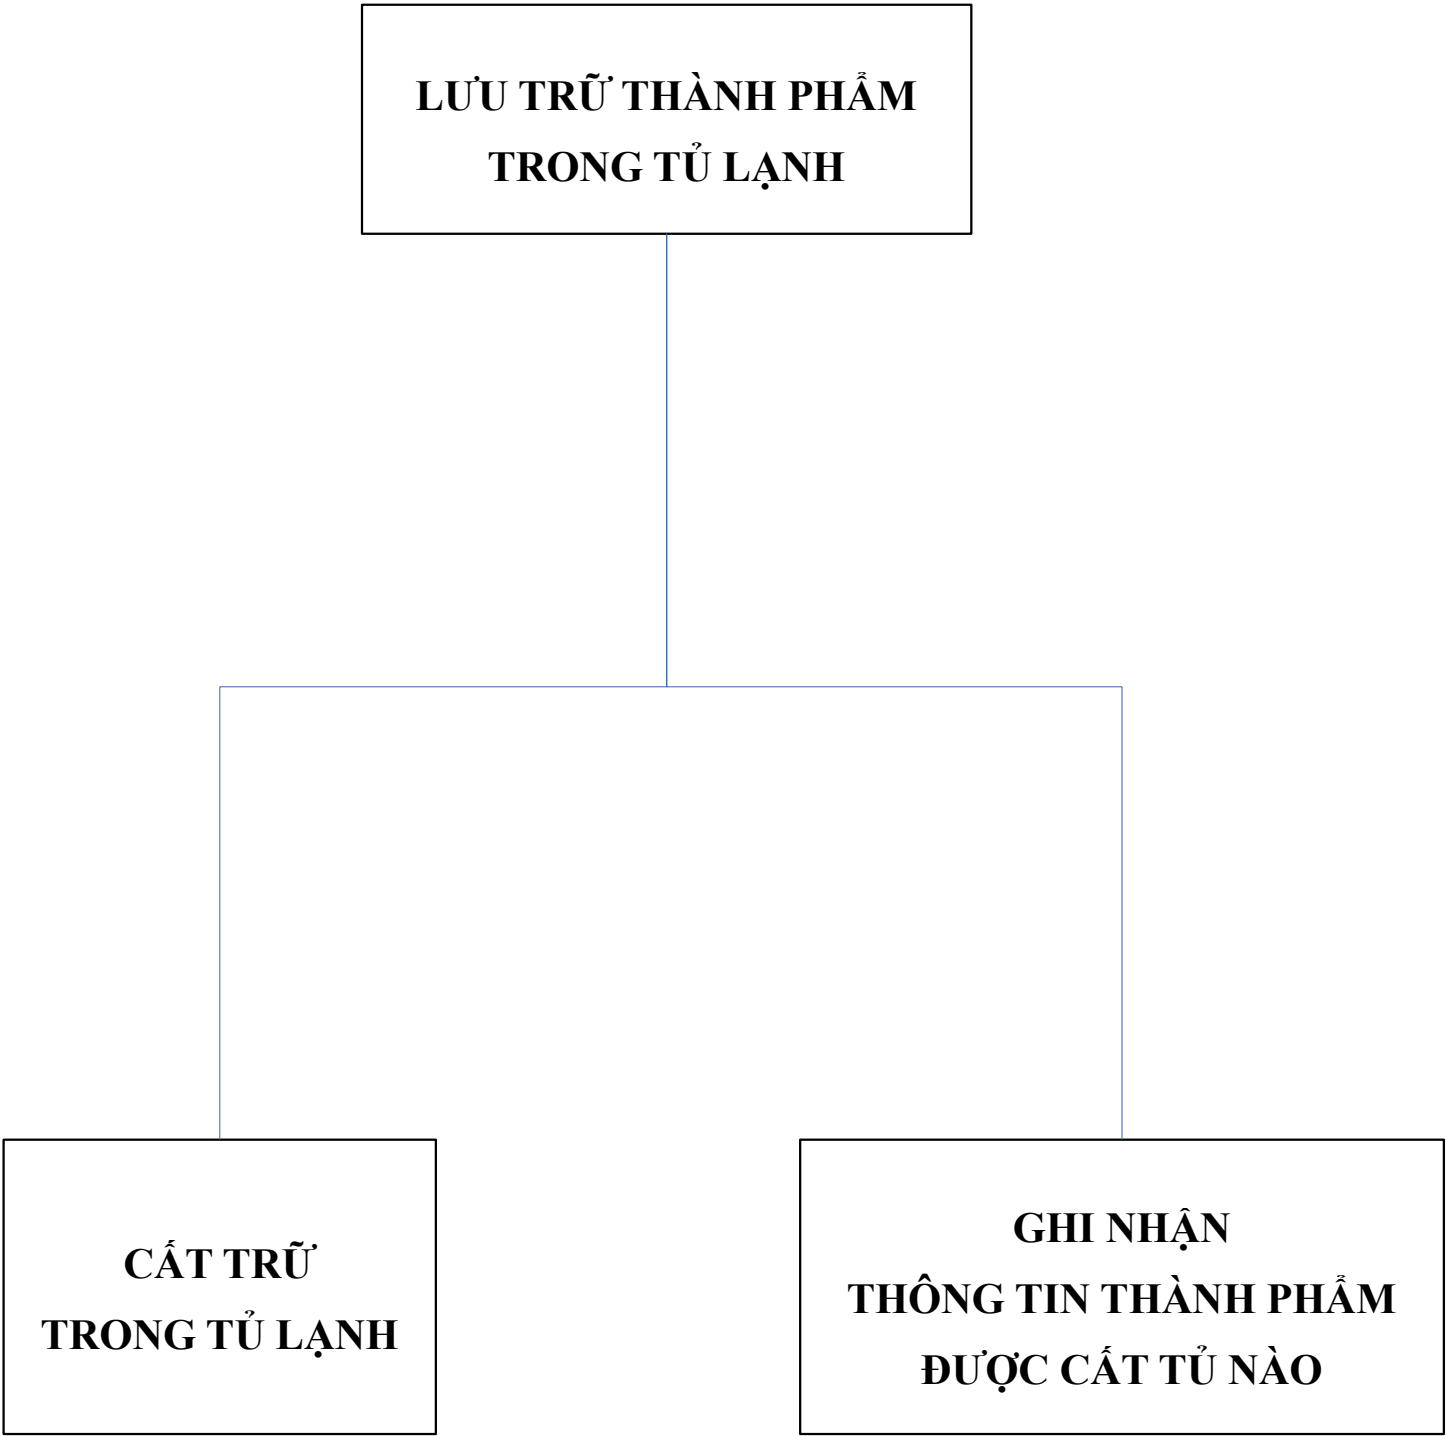 LƯU TRỮ THÀNH PHẨM
TRONG TỦ LẠNH
CẤT TRỮ
TRONG TỦ LẠNH
GHI NHẬN
THÔNG TIN THÀNH PHẨM
ĐƯỢC CẤT TỦ NÀO